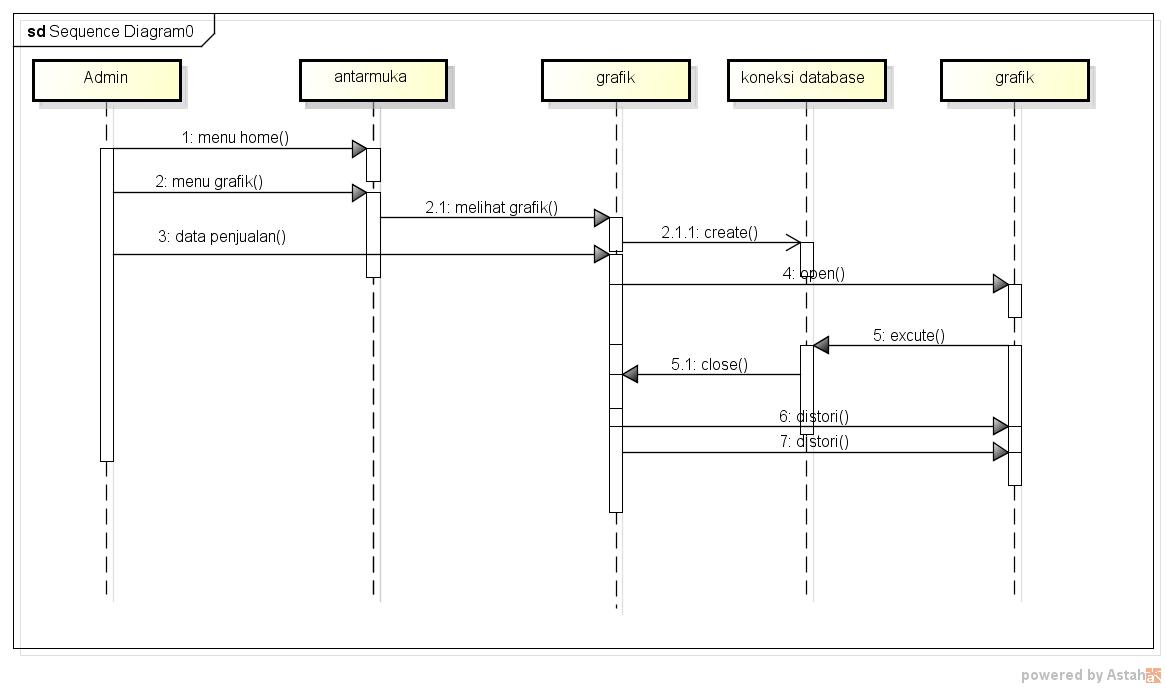 sd Sequence Diagram0
Admin
antarmuka
grafik
koneksi database
grafik
1: menu home()
2: menu grafik()
2.1: melihat grafik()
3: data penjualan()
2.1.1: create()
4: open()
5: excute()
5.1: close()
6: distori()
7: distori()
powered by Astah